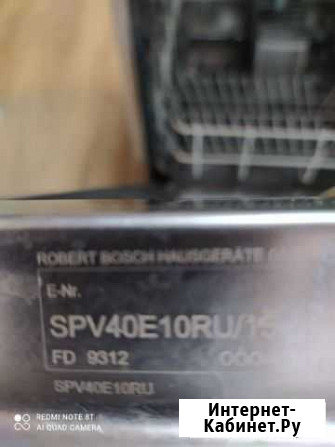 ROBERT BOSCH HAUSGERÄTE
E-Nr.
SPV40E10RU/15
FD 9312
SPV40E10RU
REDMI NOTE 8T
AI QUAD CAMERA
Интернет-
Кабинет.Ру